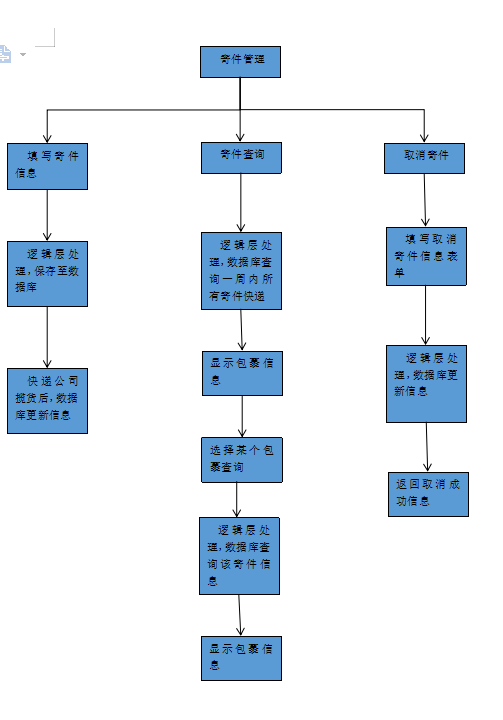 寄件管理
填写寄件
信息
逻辑层处
理，保存至数
据库
快递公司
揽货后，数据
库更新信息
寄件查询
逻辑层处
理，数据库查
询一周内所
有寄件快递
显示包裹信
息
选择某个包
裹查询
逻辑层处
理，数据库查
询该寄件信
息
显示包裹信
息
取消寄件
填写取消
寄件信息表
单
逻辑层处
理，数据库更
新信息
返回取消成
功信息